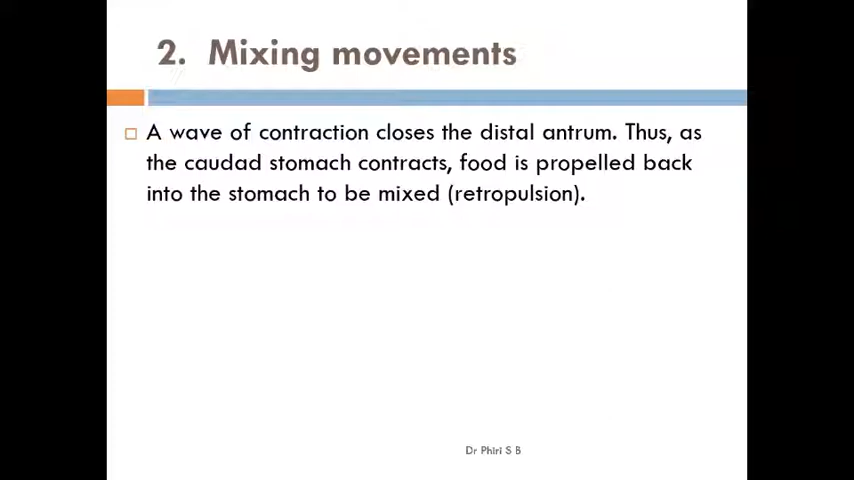 2. Mixing movements
A wave of contraction closes the distal antrum. Thus, as
the caudad stomach contracts, food is propelled back
into the stomach to be mixed (retropulsion).
Dr Phiri S B